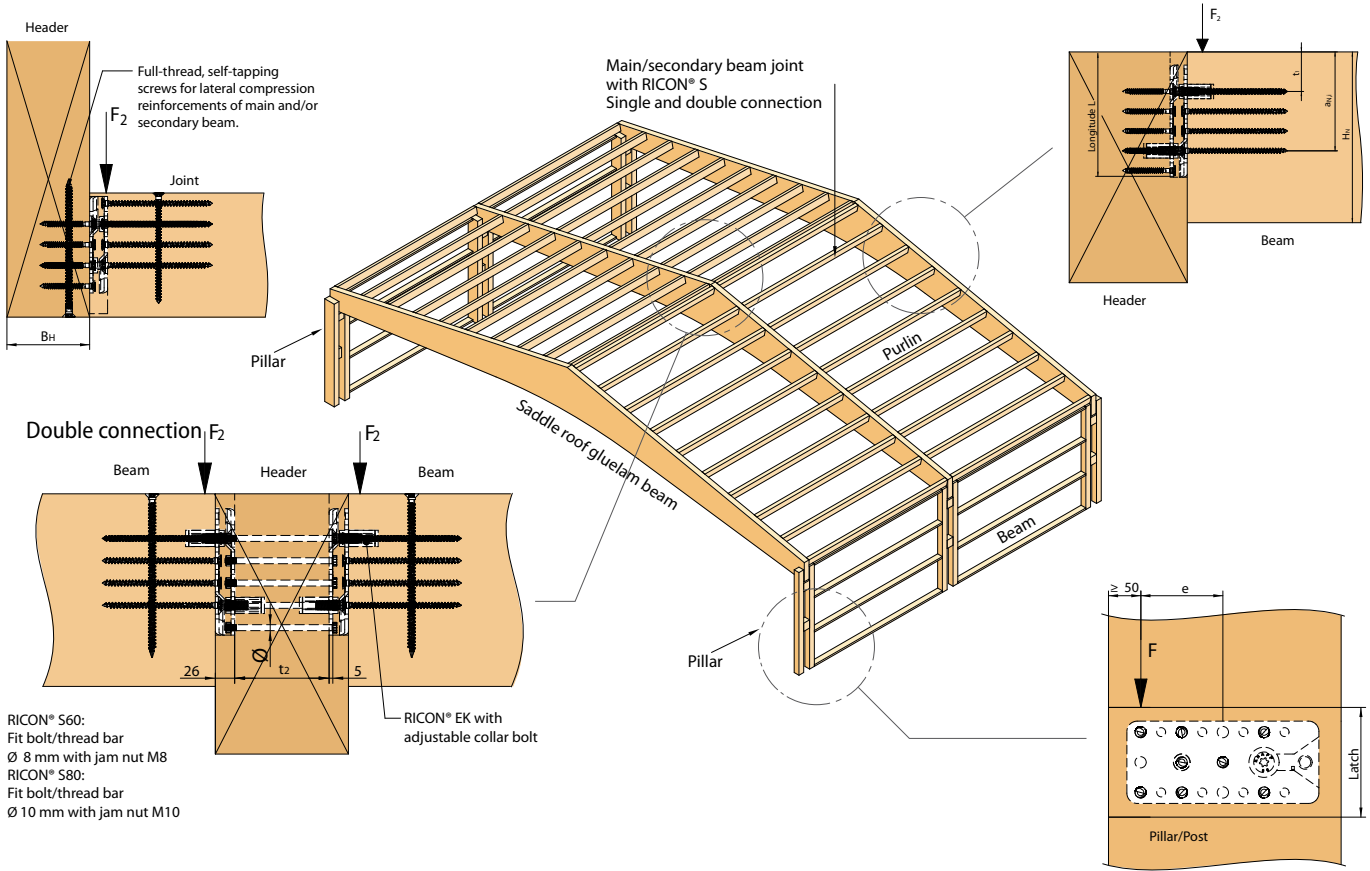 Header
Full-thread, self-tapping
screws for lateral compression
reinforcements of main and/or
secondary beam.
F2
Joint
BH
Main/secondary beam joint
with RICON® S
Single and double connection
F2
Longitude L
t1
aN,J
HN
Beam
Header
Pillar
Purlin
Saddle roof gluelam beam
Beam
Pillar
Double connection
F2
F2
Beam
Header
Beam
26
Ø
t2
5
RICON® EK with
adjustable collar bolt
RICON® S60:
Fit bolt/thread bar
Ø 8 mm with jam nut M8
RICON® S80:
Fit bolt/thread bar
Ø 10 mm with jam nut M10
≥ 50
e
F
Latch
Pillar/Post